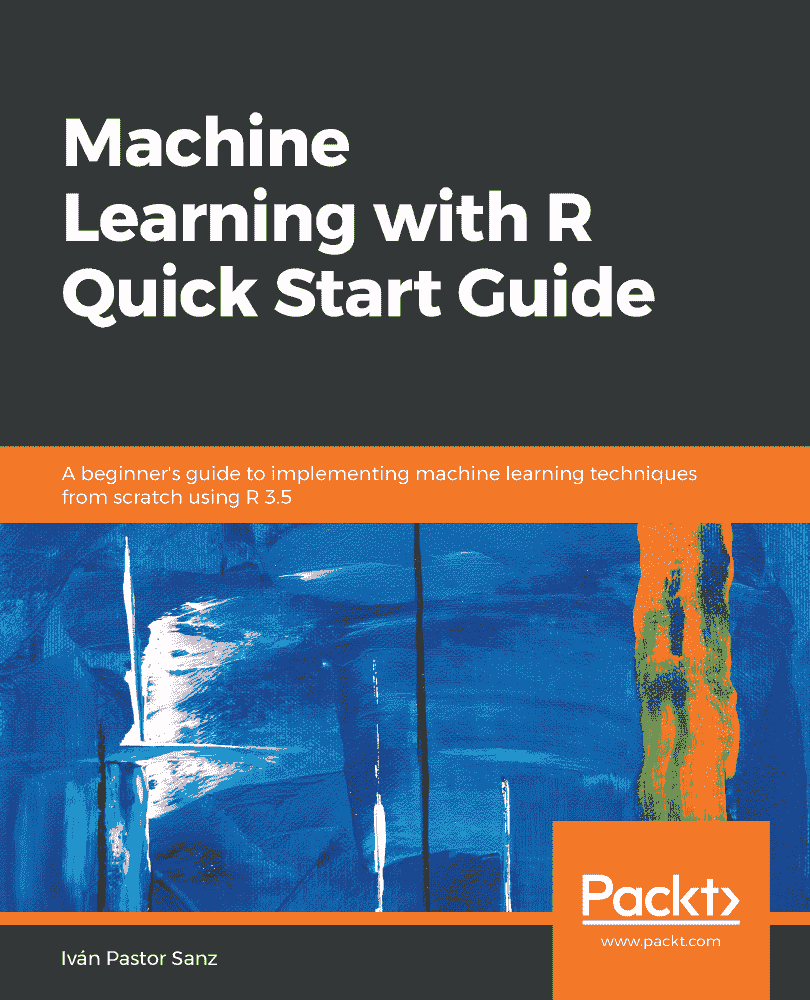 Machine
Learning with R
Quick Start Guide
A beginner's guide to implementing machine learning techniques
from scratch using R 3.5
Packt>
www.packt.com
Iván Pastor Sanz